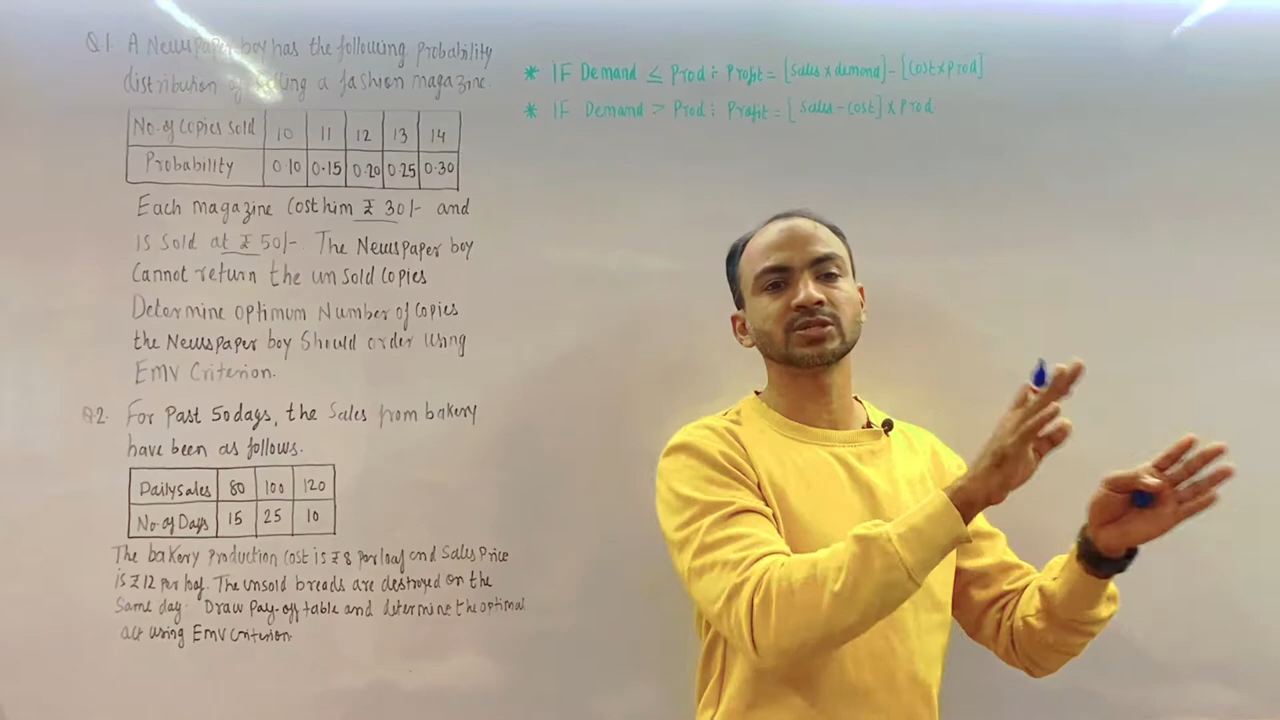 Q1. A Newspaper boy has the following probability
distribution of selling a fashion magazine.
No. of Copies sold 10 11 12 13 14
Probability 0.10 0.15 0.20 0.25 0.30
Each magazine Cost him ₹ 30/- and
is sold at ₹ 50/-. The Newspaper boy
Cannot return the unsold copies
Determine optimum Number of copies
the Newspaper boy Should order using
EMV Criterion.
Q2. For Past 50 days, the Sales from bakery
have been as follows.
Daily sales 80 100 120
No. of Days 15 25 10
The bakery Production Cost is ₹ 8 Per loaf and Sales Price
is ₹ 12 Per loaf. The unsold breads are destroyed on the
Same day. Draw Pay-off table and determine the optimal
act using EMV Criterion.
* IF Demand ≤ Prod : Profit = [Sales × demand] - [Cost × Prod]
* IF Demand > Prod : Profit = [Sales - Cost] × Prod